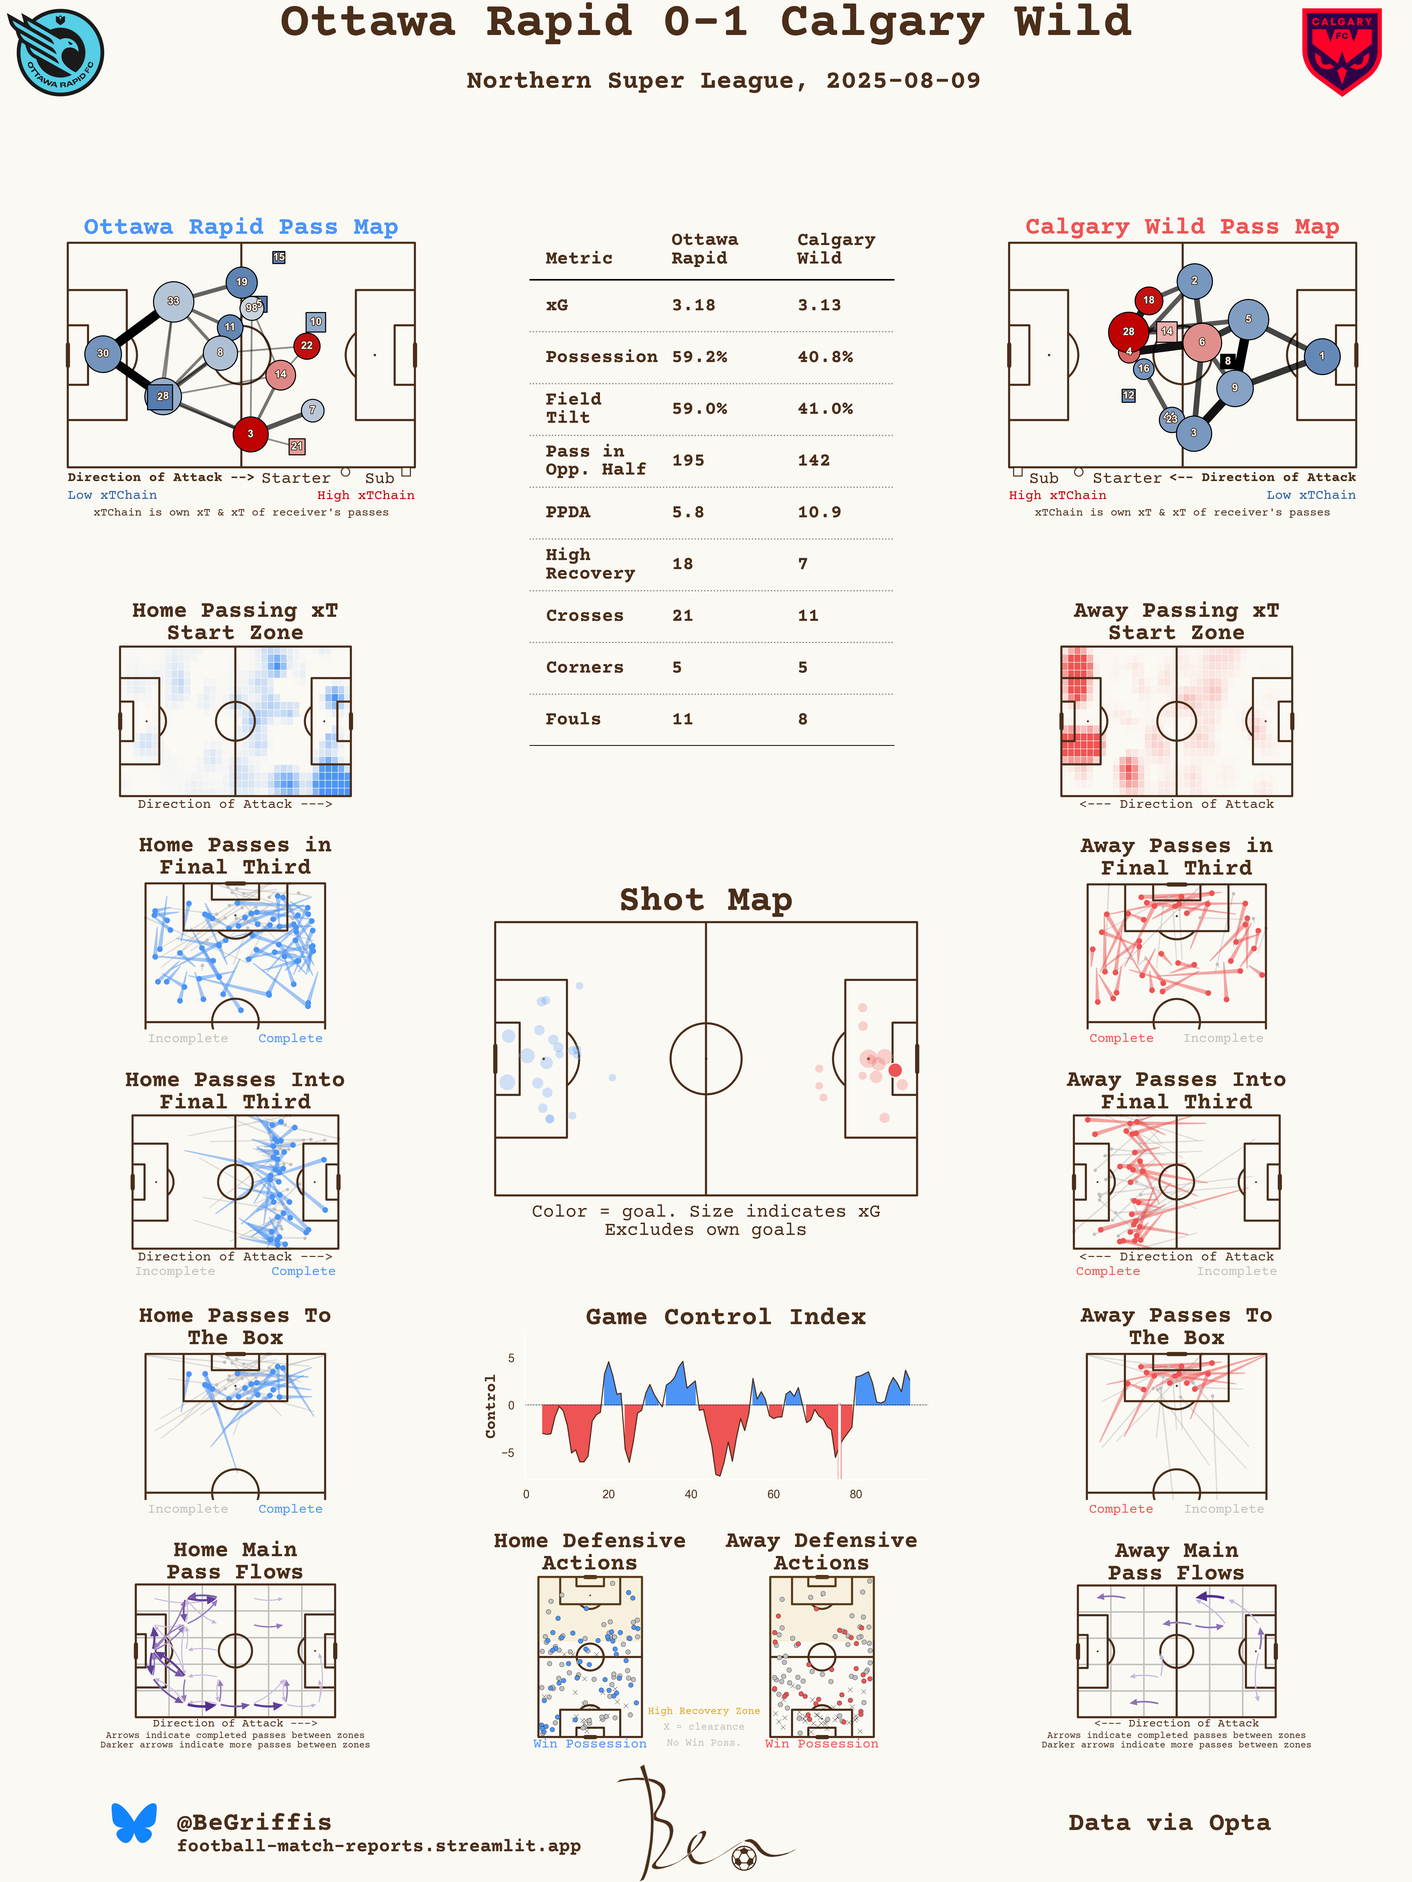 Ottawa Rapid 0-1 Calgary Wild
Northern Super League, 2025-08-09
OTTAWA RAPID FC
CALGARY
FC
Ottawa Rapid Pass Map
15
19
33
98
10
11
22
30
8
14
28
7
3
21
Direction of Attack --> Starter Sub
Low xTChain High xTChain
xTChain is own xT & xT of receiver's passes
Metric Ottawa Rapid Calgary Wild
xG 3.18 3.13
Possession 59.2% 40.8%
Field Tilt 59.0% 41.0%
Pass in Opp. Half 195 142
PPDA 5.8 10.9
High Recovery 18 7
Crosses 21 11
Corners 5 5
Fouls 11 8
Calgary Wild Pass Map
2
18
5
28
14
6
4
1
8
16
9
12
23
3
Sub Starter <-- Direction of Attack
High xTChain Low xTChain
xTChain is own xT & xT of receiver's passes
Home Passing xT
Start Zone
Direction of Attack --->
Away Passing xT
Start Zone
<--- Direction of Attack
Home Passes in
Final Third
Incomplete Complete
Away Passes in
Final Third
Complete Incomplete
Shot Map
Color = goal. Size indicates xG
Excludes own goals
Home Passes Into
Final Third
Direction of Attack --->
Incomplete Complete
Away Passes Into
Final Third
<--- Direction of Attack
Complete Incomplete
Home Passes To
The Box
Incomplete Complete
Game Control Index
Control
5
0
−5
0 20 40 60 80
Away Passes To
The Box
Complete Incomplete
Home Main
Pass Flows
Direction of Attack --->
Arrows indicate completed passes between zones
Darker arrows indicate more passes between zones
Home Defensive
Actions
Win Possession
High Recovery Zone
X = clearance
No Win Poss.
Away Defensive
Actions
Win Possession
Away Main
Pass Flows
<--- Direction of Attack
Arrows indicate completed passes between zones
Darker arrows indicate more passes between zones
@BeGriffis
football-match-reports.streamlit.app
Ben
Data via Opta